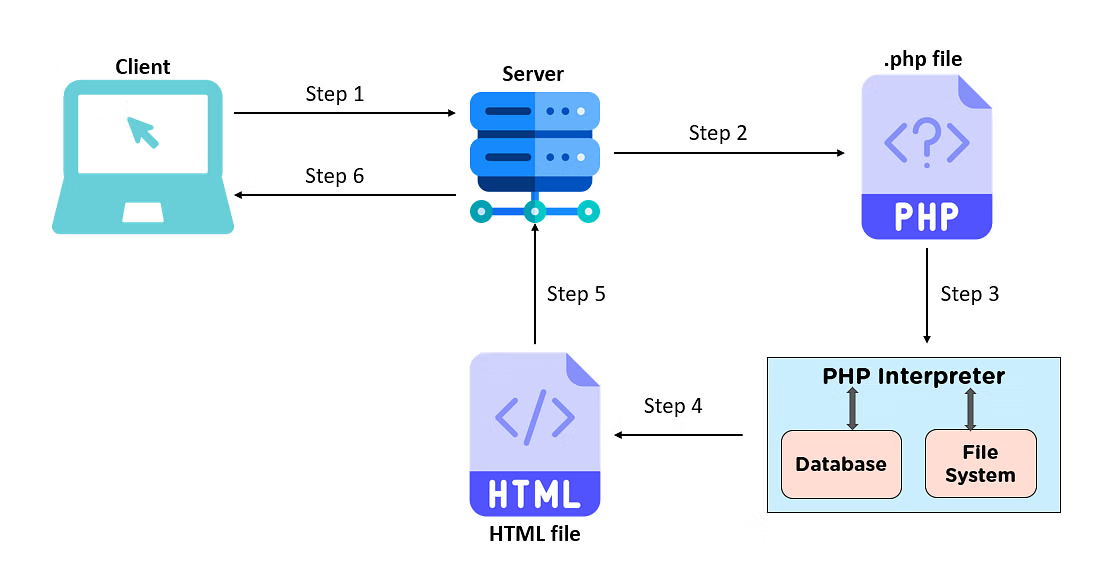 Client
Server
.php file
Step 1
Step 2
Step 6
PHP
Step 5
Step 3
PHP Interpreter
Database
File
System
Step 4
HTML
HTML file